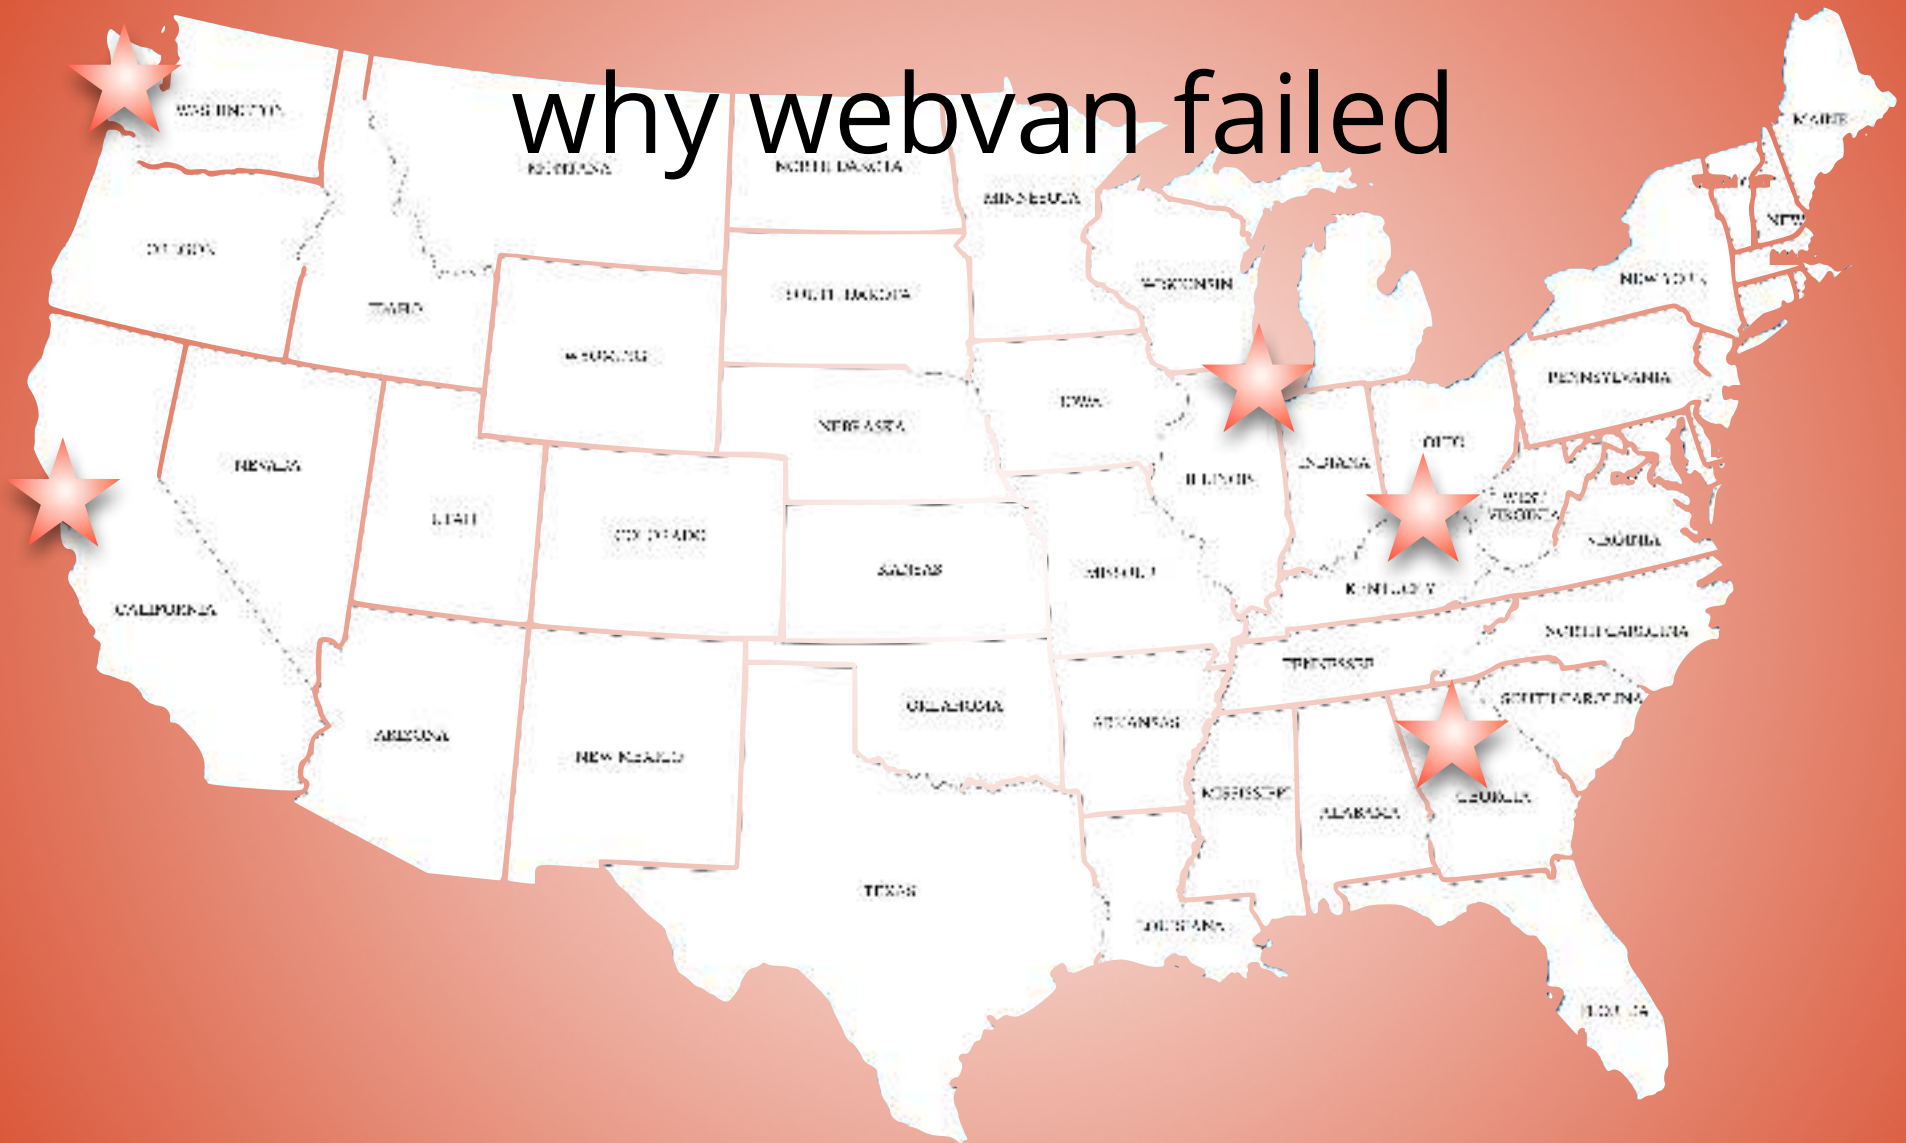 why webvan failed
WASHINGTON
MAINE
MONTANA
NORTH DAKOTA
MINNESOTA
NEW
OREGON
IDAHO
SOUTH DAKOTA
WISCONSIN
NEW YORK
WYOMING
PENNSYLVANIA
NEBRASKA
IOWA
OHIO
NEVADA
UTAH
COLORADO
ILLINOIS
INDIANA
WEST
VIRGINIA
VIRGINIA
KANSAS
MISSOURI
KENTUCKY
CALIFORNIA
NORTH CAROLINA
TENNESSEE
SOUTH CAROLINA
ARIZONA
NEW MEXICO
OKLAHOMA
ARKANSAS
MISSISSIPPI
ALABAMA
GEORGIA
TEXAS
LOUISIANA
FLORIDA